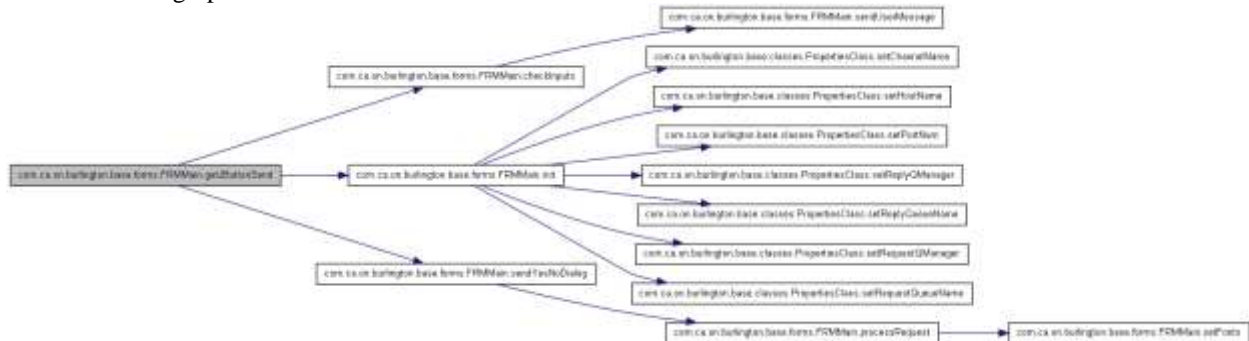 com.ca.on.burlington.base.forms.FRMMain.sendUserMessage
com.ca.on.burlington.base.classes.PropertiesClass.setChannelName
com.ca.on.burlington.base.forms.FRMMain.checkInputs
com.ca.on.burlington.base.classes.PropertiesClass.setHostName
com.ca.on.burlington.base.classes.PropertiesClass.setPortNum
com.ca.on.burlington.base.forms.FRMMain.getJButtonSend
com.ca.on.burlington.base.forms.FRMMain.init
com.ca.on.burlington.base.classes.PropertiesClass.setReplyQManager
com.ca.on.burlington.base.classes.PropertiesClass.setReplyQueueName
com.ca.on.burlington.base.classes.PropertiesClass.setRequestQManager
com.ca.on.burlington.base.forms.FRMMain.sendYesNoDialog
com.ca.on.burlington.base.classes.PropertiesClass.setRequestQueueName
com.ca.on.burlington.base.forms.FRMMain.processRequest
com.ca.on.burlington.base.forms.FRMMain.setFonts